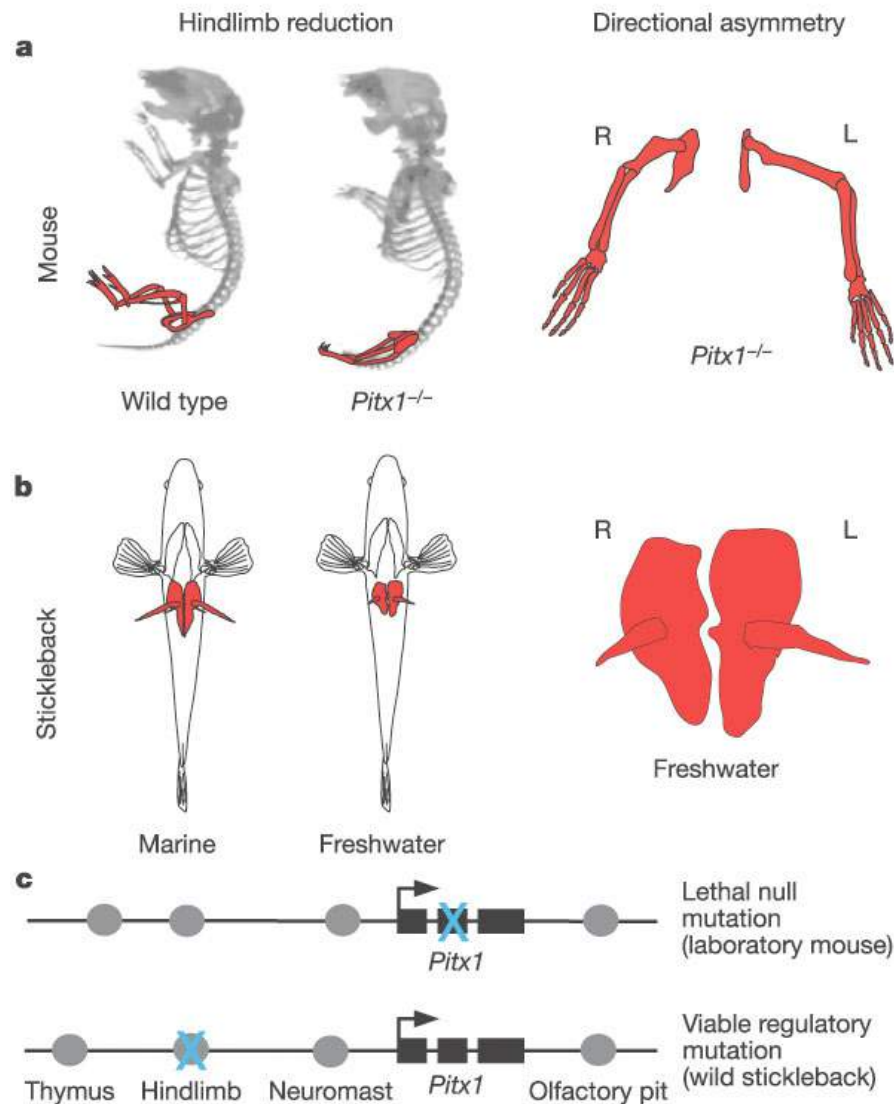 Hindlimb reduction
Directional asymmetry
a
Mouse
R
L
Wild type
Pitx1–/–
Pitx1–/–
b
Stickleback
R
L
Marine
Freshwater
Freshwater
c
Pitx1
Lethal null
mutation
(laboratory mouse)
Thymus
Hindlimb
Neuromast
Pitx1
Olfactory pit
Viable regulatory
mutation
(wild stickleback)